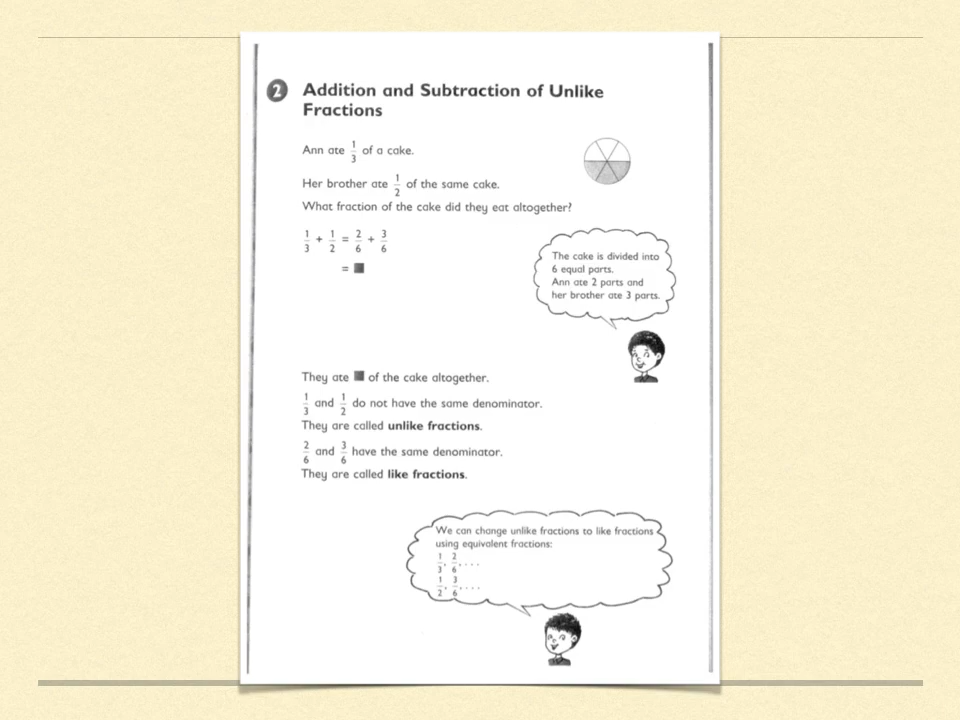 2 Addition and Subtraction of Unlike
Fractions
Ann ate 1/3 of a cake.
Her brother ate 1/2 of the same cake.
What fraction of the cake did they eat altogether?
1/3 + 1/2 = 2/6 + 3/6
= ■
The cake is divided into
6 equal parts.
Ann ate 2 parts and
her brother ate 3 parts.
They ate ■ of the cake altogether.
1/3 and 1/2 do not have the same denominator.
They are called unlike fractions.
2/6 and 3/6 have the same denominator.
They are called like fractions.
We can change unlike fractions to like fractions
using equivalent fractions:
1/3, 2/6, ....
1/2, 3/6, ....